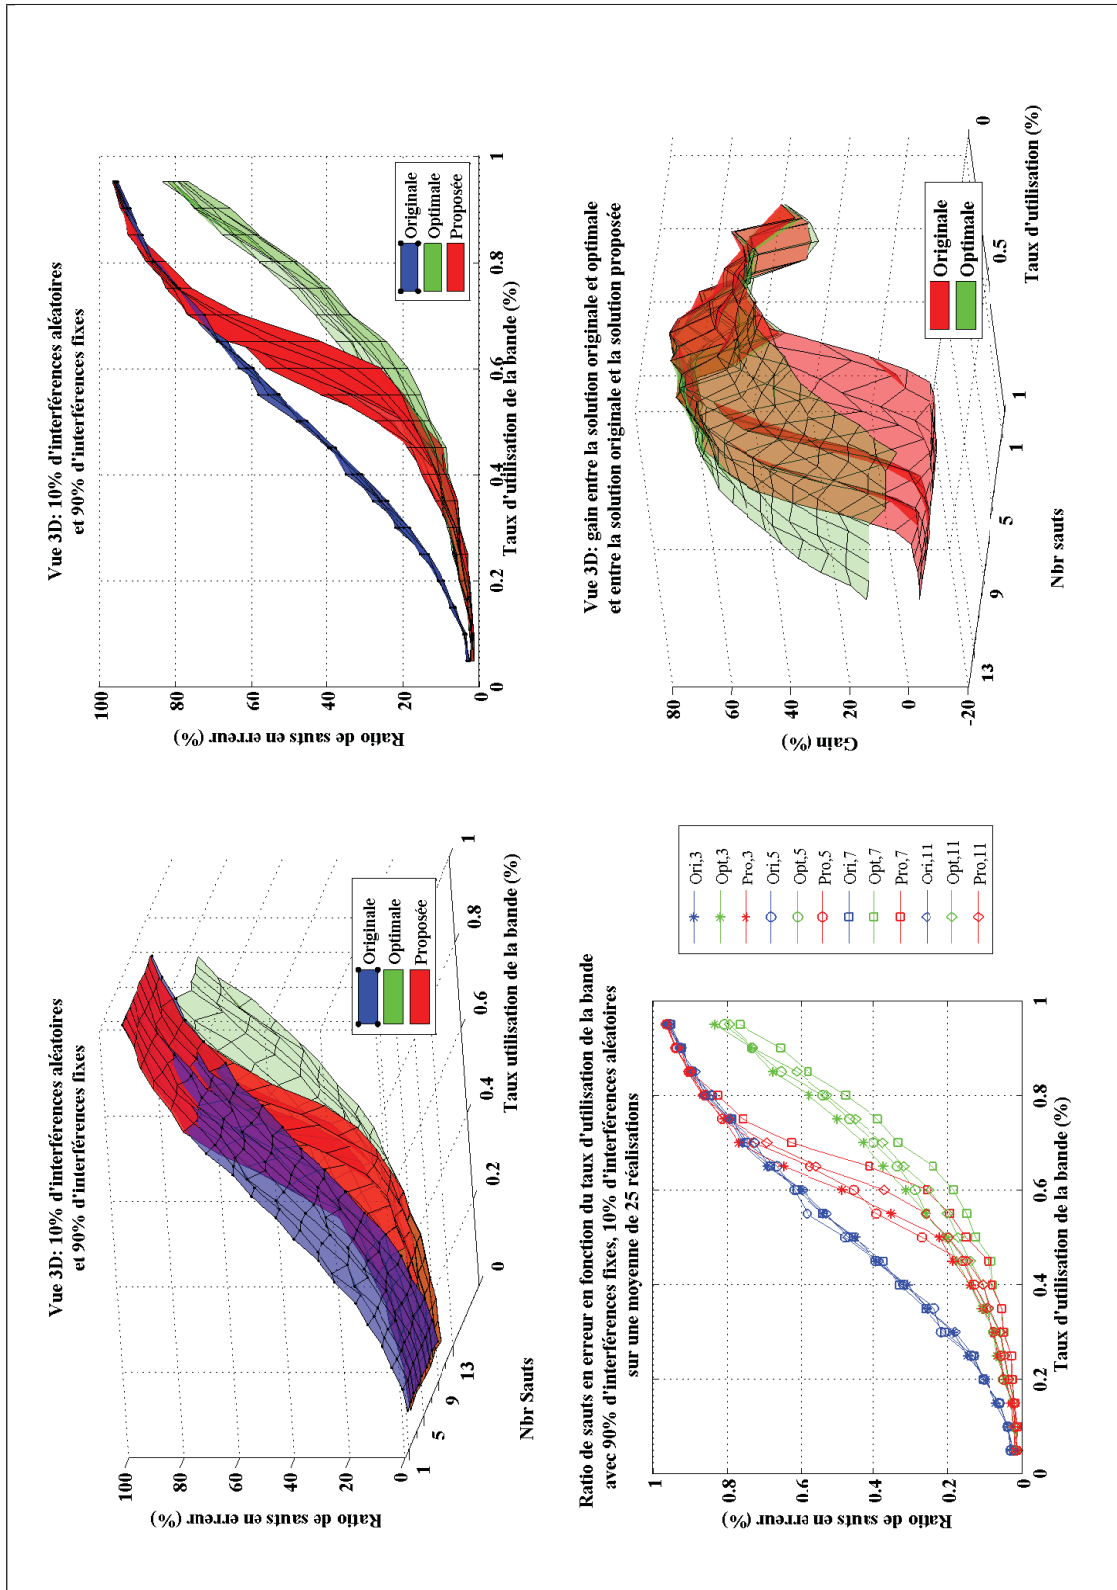 Vue 3D: 10% d'interférences aléatoires
et 90% d'interférences fixes
Ratio de sauts en erreur (%)
100
80
60
40
20
0
1
5
9
13
Nbr Sauts
0
0.2
0.4
0.6
0.8
1
Taux utilisation de la bande (%)
Originale
Optimale
Proposée
Vue 3D: 10% d'interférences aléatoires
et 90% d'interférences fixes
Ratio de sauts en erreur (%)
100
80
60
40
20
0
0
0.2
0.4
0.6
0.8
1
Taux d'utilisation de la bande (%)
Originale
Optimale
Proposée
Ratio de sauts en erreur en fonction du taux d'utilisation de la bande
avec 90% d'interférences fixes, 10% d'interférences aléatoires
sur une moyenne de 25 réalisations
Ratio de sauts en erreur (%)
1
0.8
0.6
0.4
0.2
0
0
0.2
0.4
0.6
0.8
1
Taux d'utilisation de la bande (%)
Ori,3
Opt,3
Pro,3
Ori,5
Opt,5
Pro,5
Ori,7
Opt,7
Pro,7
Ori,11
Opt,11
Pro,11
Vue 3D: gain entre la solution originale et optimale
et entre la solution originale et la solution proposée
Gain (%)
80
60
40
20
0
-20
13
9
5
1
Nbr sauts
1
0.5
0
Taux d'utilisation (%)
Originale
Optimale